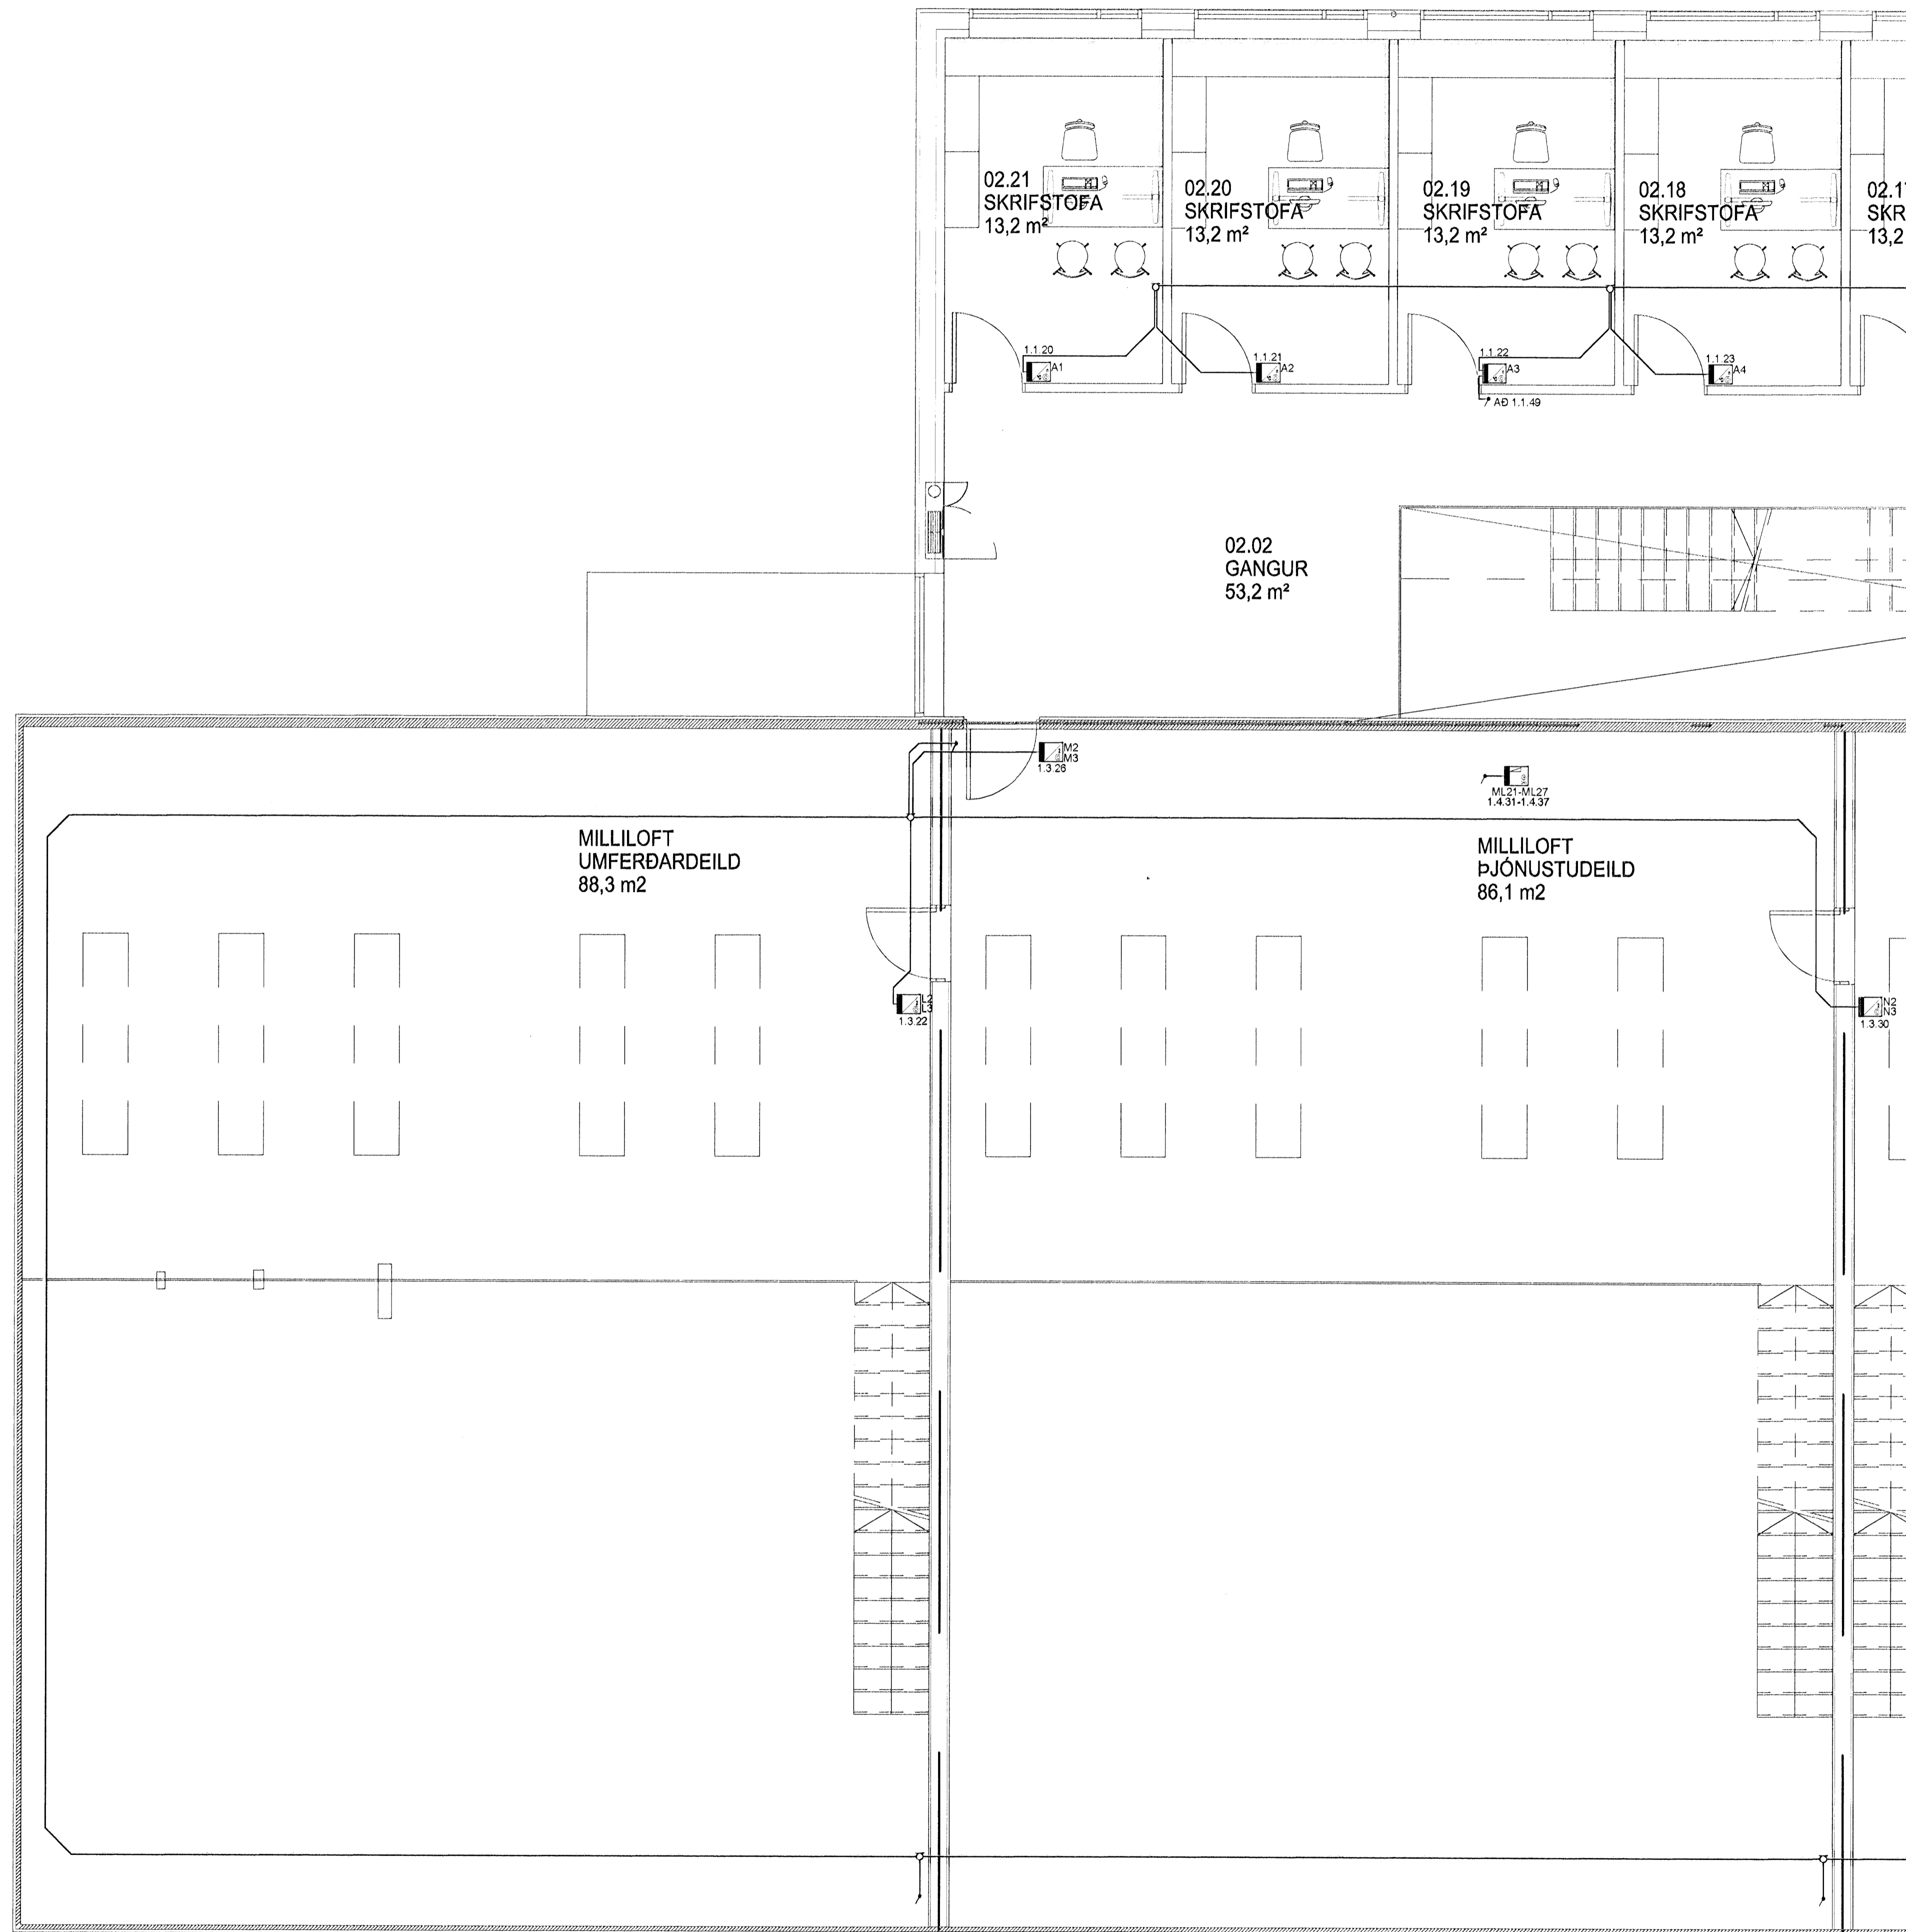 02.21
SKRIFSTOFA
13,2 m²
02.20
SKRIFSTOFA
13,2 m²
02.19
SKRIFSTOFA
13,2 m²
02.18
SKRIFSTOFA
13,2 m²
SKR
13,2
1.1.20
A1
1.1.21
A2
1.1.22
A3
1.1.23
A4
AÐ 1.1.49
02.02
GANGUR
53,2 m²
M2
M3
1.3.26
ML21-ML27
1.4.31-1.4.37
MILLILOFT
UMFERÐARDEILD
88,3 m2
MILLILOFT
ÞJÓNUSTUDEILD
86,1 m2
L2
L3
1.3.22
N2
N3
1.3.30